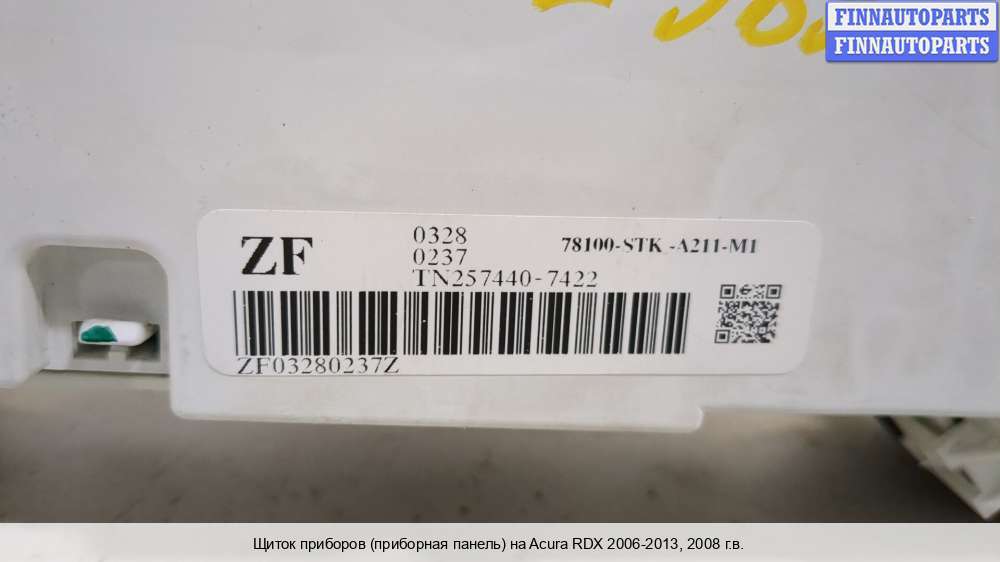 FINNAUTOPARTS
FINNAUTOPARTS
ZF
0328
0237
78100-STK -A211-M1
TN257440-7422
ZF03280237Z
Щиток приборов (приборная панель) на Acura RDX 2006-2013, 2008 г.в.